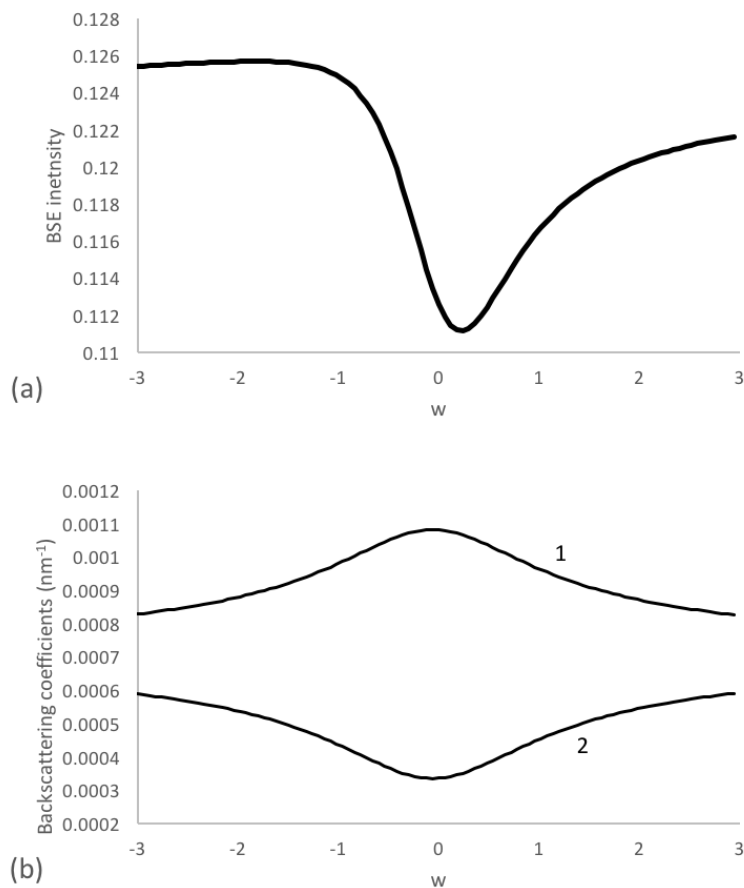 0.128
0.126
0.124
0.122
0.12
0.118
0.116
0.114
0.112
0.11
BSE inetnsity
-3 -2 -1 0 1 2 3
w
(a)
0.0012
0.0011
0.001
0.0009
0.0008
0.0007
0.0006
0.0005
0.0004
0.0003
0.0002
Backscattering coefficients (nm⁻¹)
1
2
-3 -2 -1 0 1 2 3
w
(b)